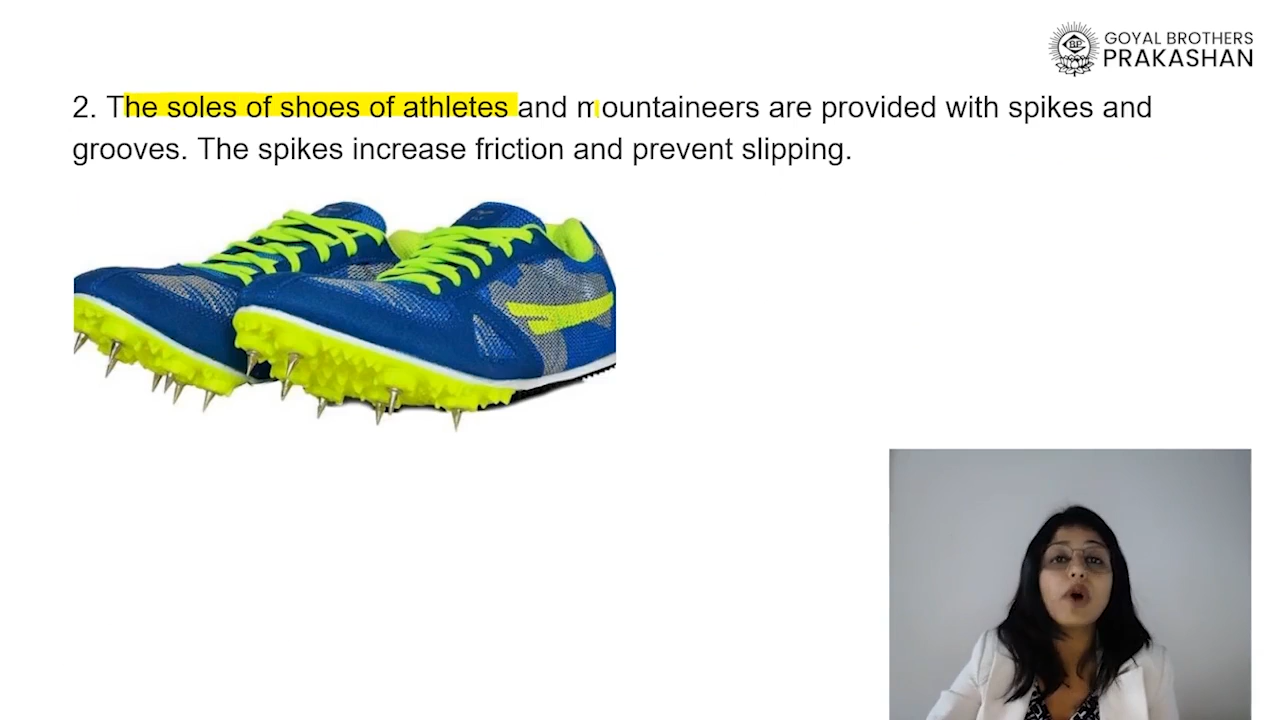 GOYAL BROTHERS
PRAKASHAN
2. The soles of shoes of athletes and mountaineers are provided with spikes and
grooves. The spikes increase friction and prevent slipping.